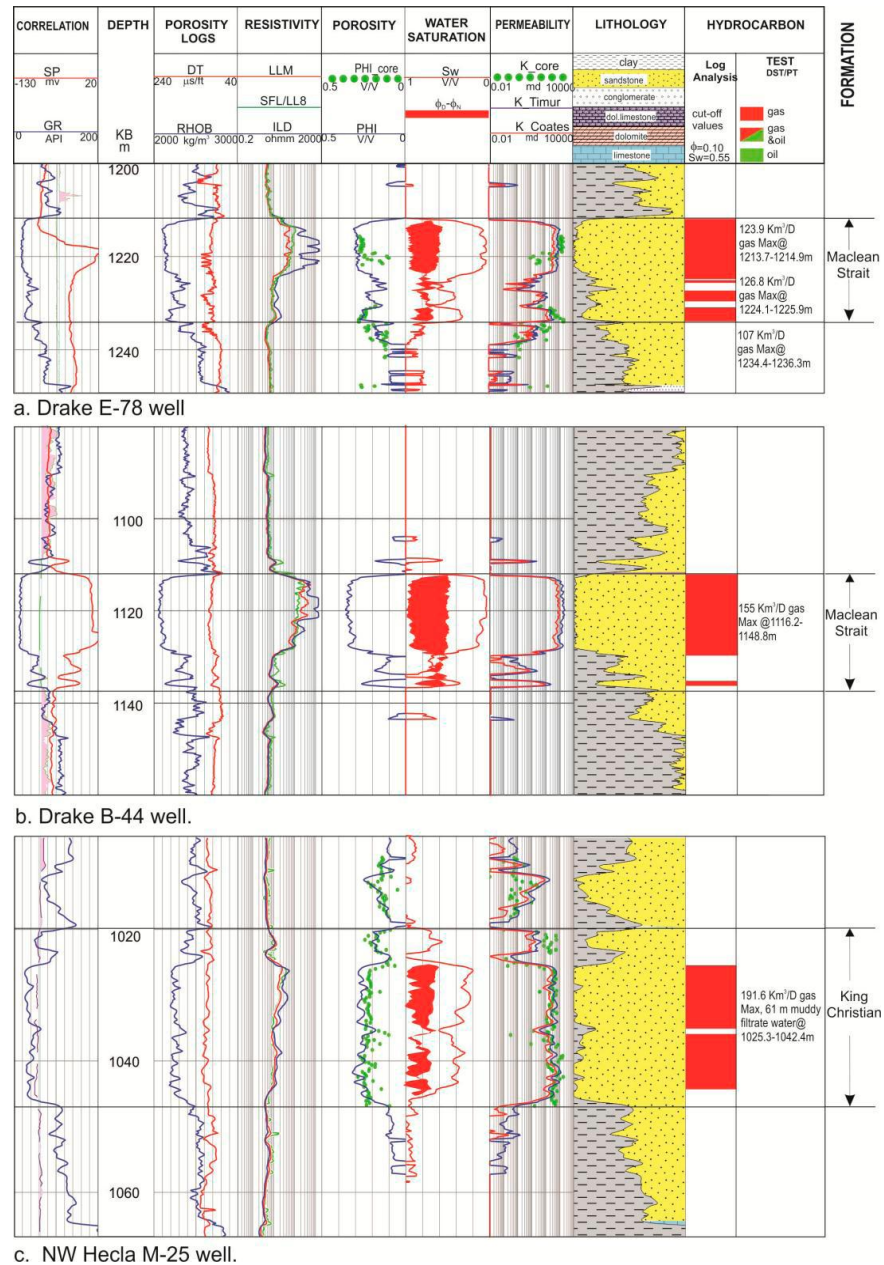 CORRELATION
DEPTH
POROSITY LOGS
RESISTIVITY
POROSITY
WATER SATURATION
PERMEABILITY
LITHOLOGY
HYDROCARBON
FORMATION
SP
-130 mv 20
GR
0 API 200
KB
m
DT
240 µs/ft 40
RHOB
2000 kg/m³ 3000
LLM
SFL/LL8
ILD
0.2 ohmm 2000
PHI_core
0.5 V/V 0
PHI
0.5 V/V 0
Sw
1 V/V 0
ϕD-ϕN
K_core
0.01 md 10000
K_Timur
K_Coates
0.01 md 10000
clay
sandstone
conglomerate
dol.limestone
dolomite
limestone
Log Analysis
cut-off values
ϕ=0.10
Sw=0.55
TEST
DST/PT
gas
gas &oil
oil
1200
1220
1240
123.9 Km³/D
gas Max@
1213.7-1214.9m
126.8 Km³/D
gas Max@
1224.1-1225.9m
107 Km³/D
gas Max@
1234.4-1236.3m
Maclean Strait
a. Drake E-78 well
1100
1120
1140
155 Km³/D gas
Max @1116.2-
1148.8m
Maclean Strait
b. Drake B-44 well.
1020
1040
1060
191.6 Km³/D gas
Max, 61 m muddy
filtrate water@
1025.3-1042.4m
King Christian
c. NW Hecla M-25 well.